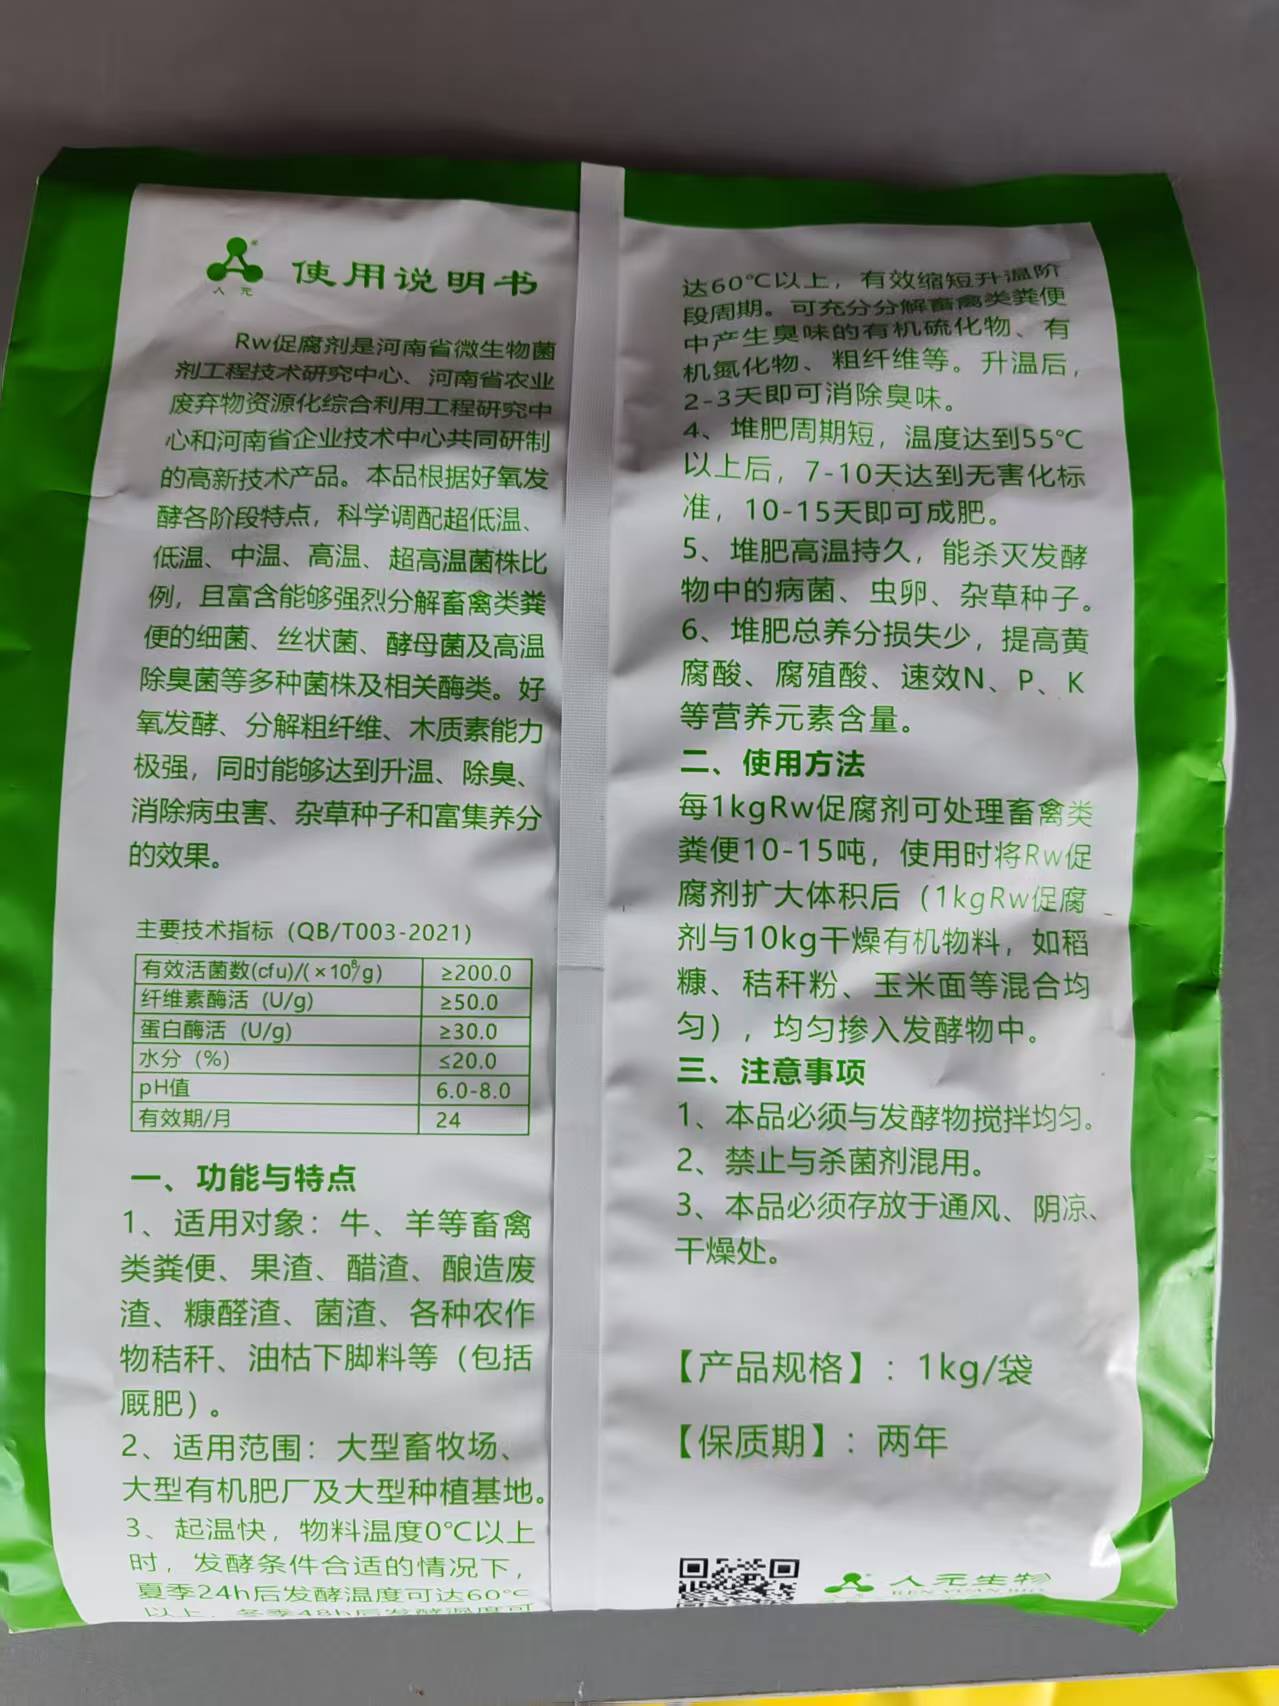 人元
使用说明书
Rw促腐剂是河南省微生物菌
剂工程技术研究中心、河南省农业
废弃物资源化综合利用工程研究中
心和河南省企业技术中心共同研制
的高新技术产品。本品根据好氧发
酵各阶段特点，科学调配超低温、
低温、中温、高温、超高温菌株比
例，且富含能够强烈分解畜禽类粪
便的细菌、丝状菌、酵母菌及高温
除臭菌等多种菌株及相关酶类。好
氧发酵、分解粗纤维、木质素能力
极强，同时能够达到升温、除臭、
消除病虫害、杂草种子和富集养分
的效果。
主要技术指标（QB/T003-2021）
有效活菌数(cfu)/(×10⁸/g) ≥200.0
纤维素酶活（U/g） ≥50.0
蛋白酶活（U/g） ≥30.0
水分（%） ≤20.0
pH值 6.0-8.0
有效期/月 24
一、功能与特点
1、适用对象：牛、羊等畜禽
类粪便、果渣、醋渣、酿造废
渣、糠醛渣、菌渣、各种农作
物秸秆、油枯下脚料等（包括
厩肥）。
2、适用范围：大型畜牧场、
大型有机肥厂及大型种植基地。
3、起温快，物料温度0℃以上
时，发酵条件合适的情况下，
夏季24h后发酵温度可达60℃
以上，冬季48h后发酵温度可
达60℃以上，有效缩短升温阶
段周期。可充分分解畜禽类粪便
中产生臭味的有机硫化物、有
机氮化物、粗纤维等。升温后，
2-3天即可消除臭味。
4、堆肥周期短，温度达到55℃
以上后，7-10天达到无害化标
准，10-15天即可成肥。
5、堆肥高温持久，能杀灭发酵
物中的病菌、虫卵、杂草种子。
6、堆肥总养分损失少，提高黄
腐酸、腐殖酸、速效N、P、K
等营养元素含量。
二、使用方法
每1kgRw促腐剂可处理畜禽类
粪便10-15吨，使用时将Rw促
腐剂扩大体积后（1kgRw促腐
剂与10kg干燥有机物料，如稻
糠、秸秆粉、玉米面等混合均
匀），均匀掺入发酵物中。
三、注意事项
1、本品必须与发酵物搅拌均匀。
2、禁止与杀菌剂混用。
3、本品必须存放于通风、阴凉、
干燥处。
【产品规格】：1kg/袋
【保质期】：两年
人元生物
REN YUAN BIO